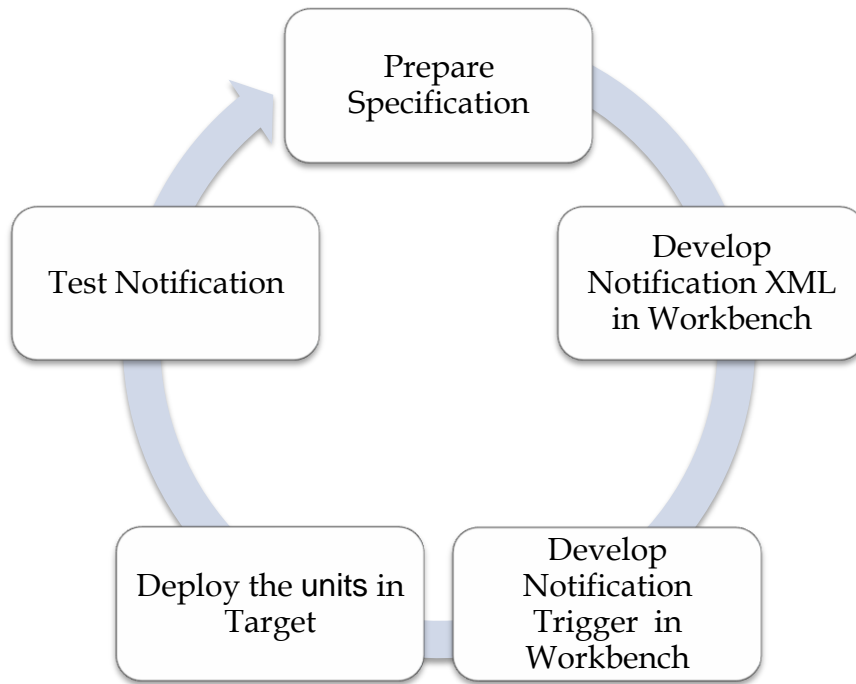 Prepare
Specification
Develop
Notification XML
in Workbench
Develop
Notification
Trigger in
Workbench
Deploy the units in
Target
Test Notification